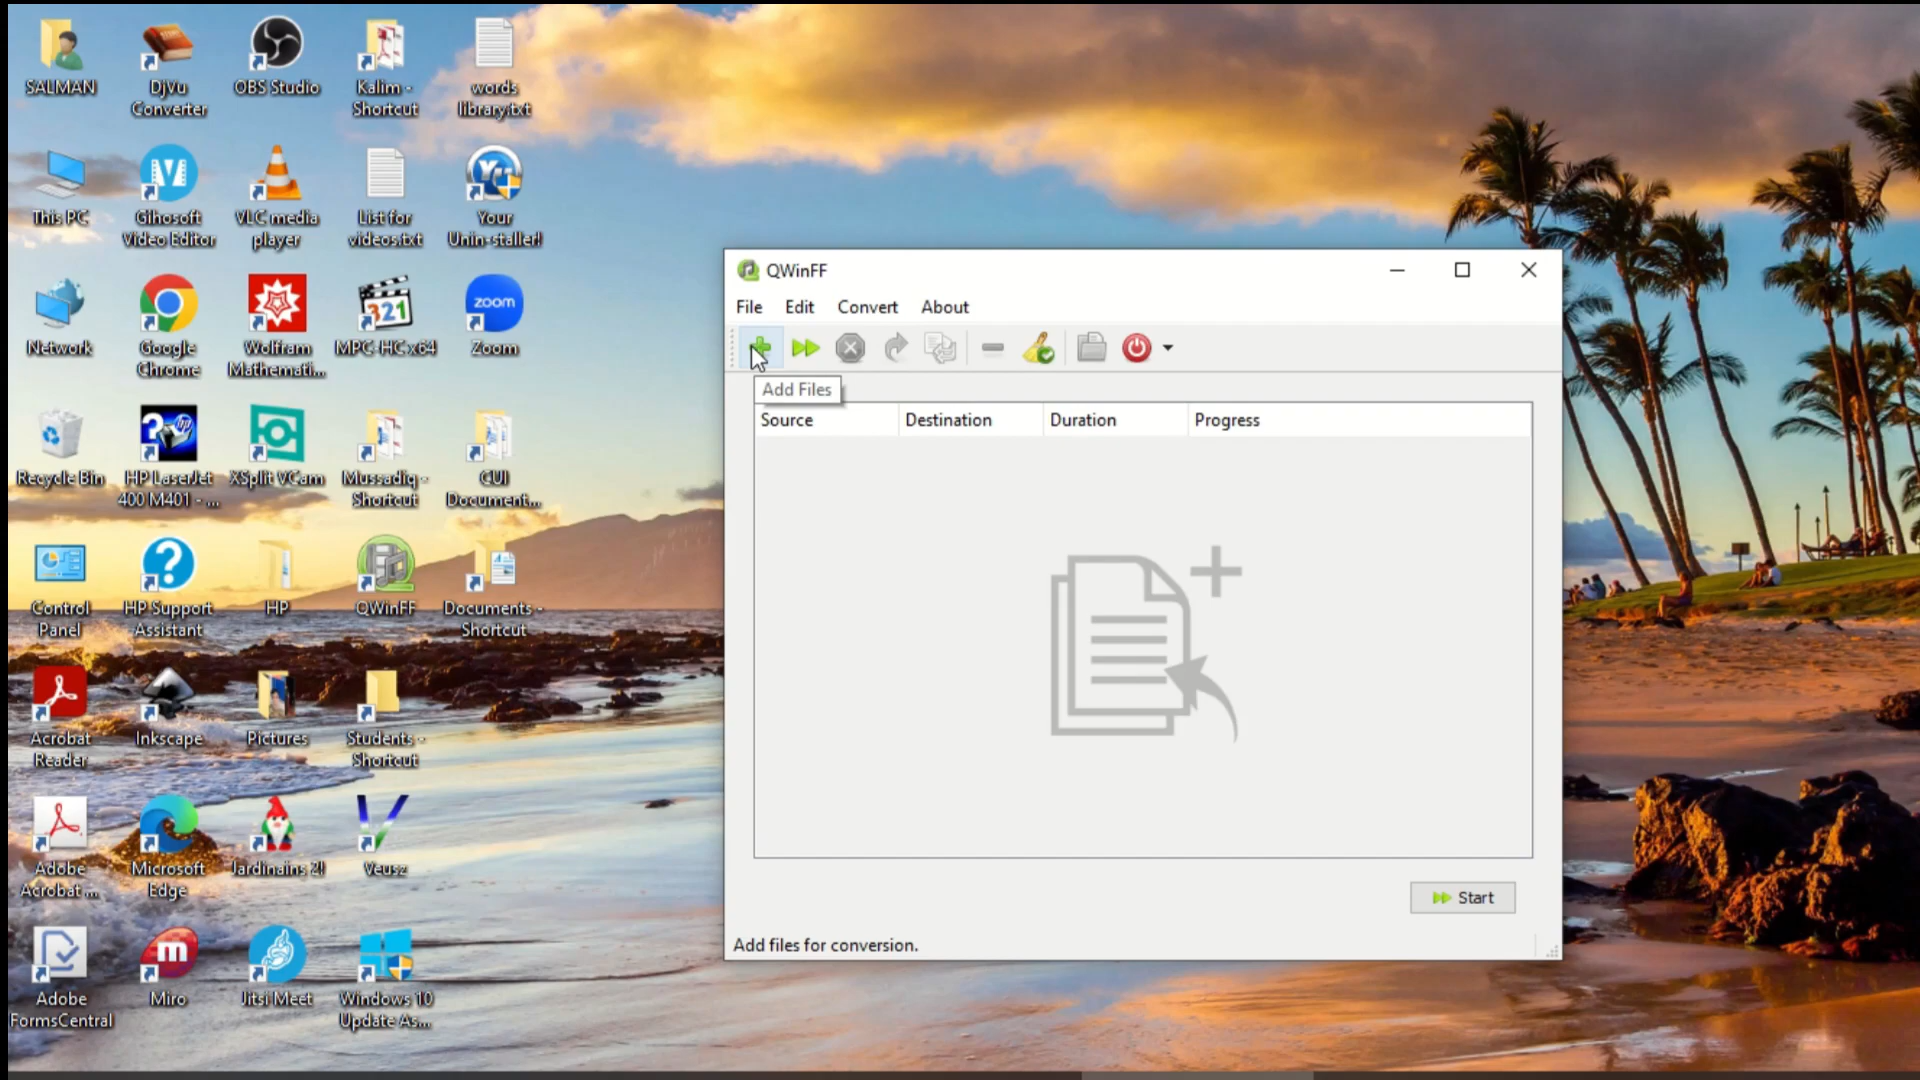 SALMAN
DjVu
Converter
OBS Studio
Kalim -
Shortcut
words
library.txt
This PC
Gihosoft
Video Editor
VLC media
player
List for
videos.txt
Your
Unin-staller!
Network
Google
Chrome
Wolfram
Mathemati...
321
MPC-HC x64
zoom
Zoom
Recycle Bin
HP LaserJet
400 M401 - ...
XSplit VCam
Mussadiq -
Shortcut
CUI
Document...
Control
Panel
HP Support
Assistant
HP
QWinFF
Documents -
Shortcut
Acrobat
Reader
Inkscape
Pictures
Students -
Shortcut
Adobe
Acrobat ...
Microsoft
Edge
Jardinains 2!
Veusz
Adobe
FormsCentral
Miro
Jitsi Meet
Windows 10
Update As...
QWinFF
File Edit Convert About
Add Files
Source Destination Duration Progress
Start
Add files for conversion.